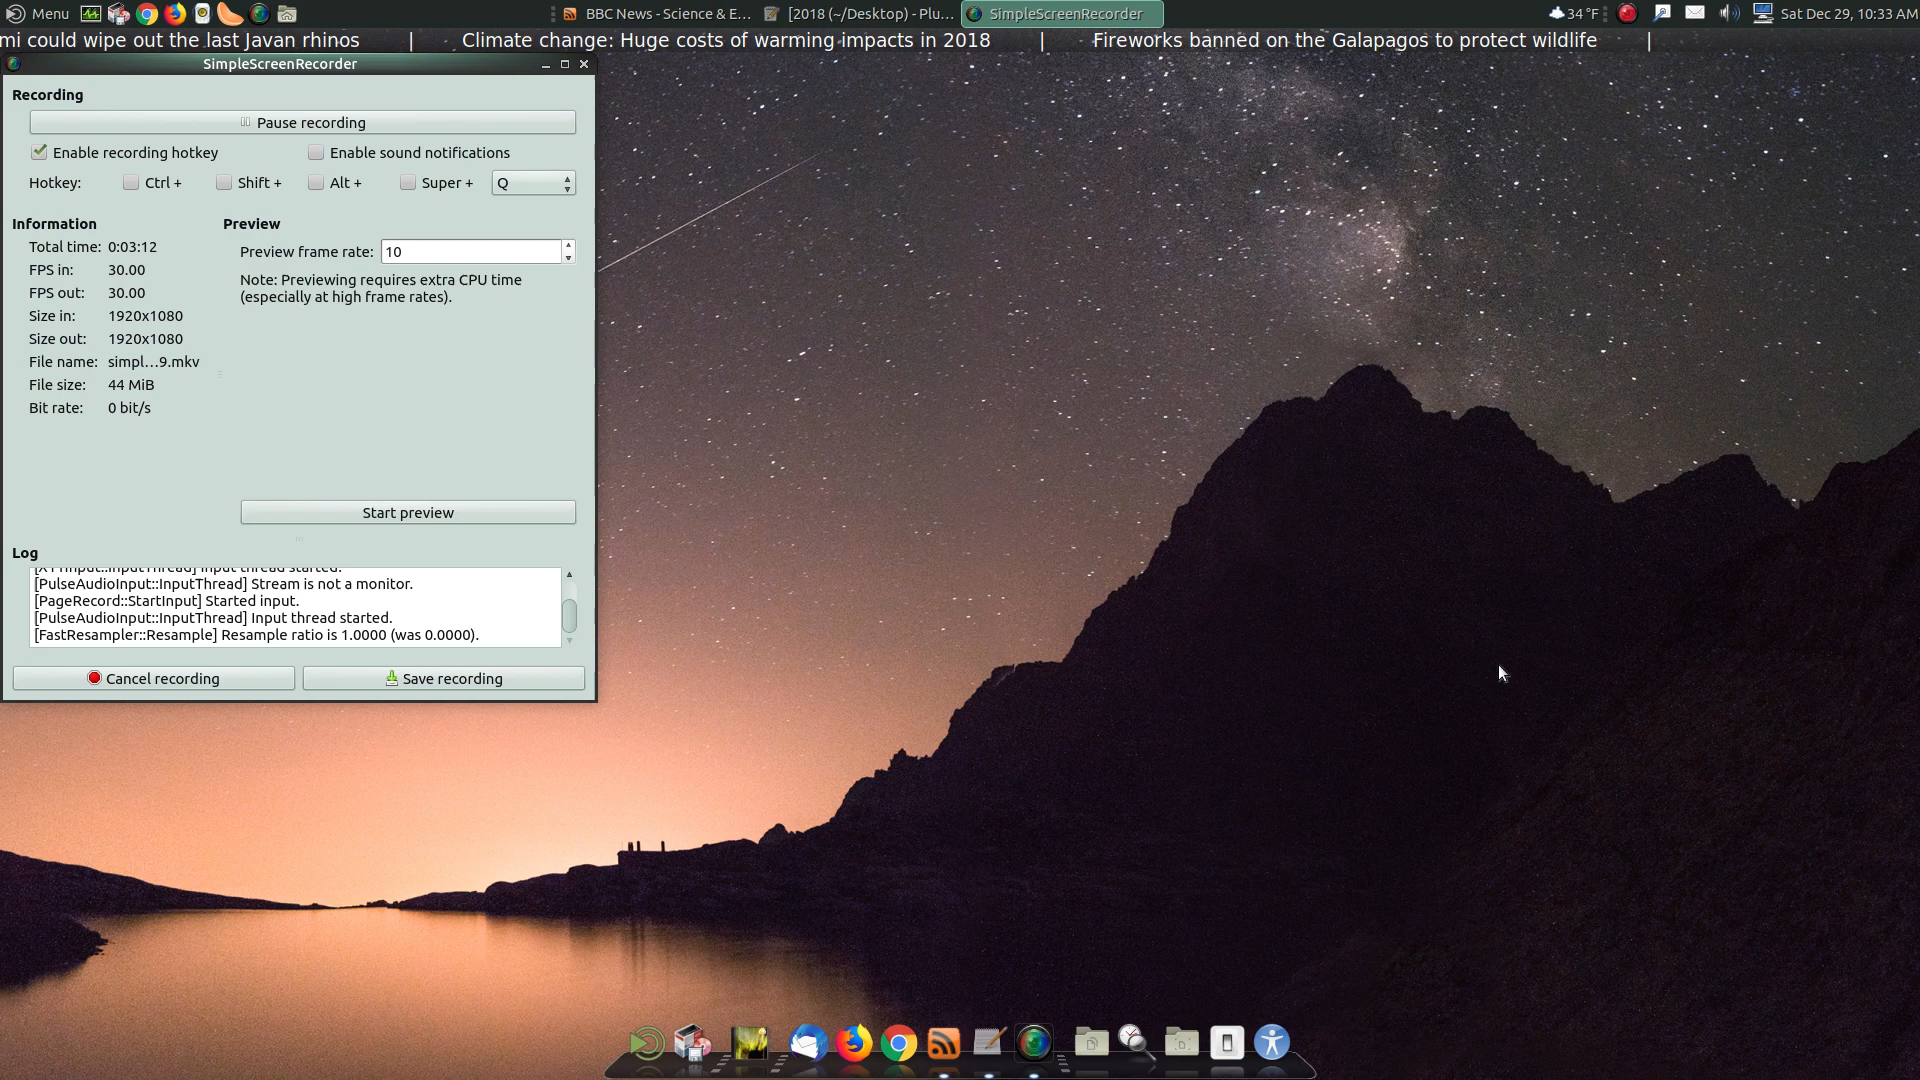 Menu
BBC News - Science & E...
[2018 (~/Desktop) - Plu...
SimpleScreenRecorder
34 °F
Sat Dec 29, 10:33 AM
mi could wipe out the last Javan rhinos | Climate change: Huge costs of warming impacts in 2018 | Fireworks banned on the Galapagos to protect wildlife |
SimpleScreenRecorder
Recording
Pause recording
Enable recording hotkey
Enable sound notifications
Hotkey: Ctrl + Shift + Alt + Super + Q
Information
Total time: 0:03:12
FPS in: 30.00
FPS out: 30.00
Size in: 1920x1080
Size out: 1920x1080
File name: simpl...9.mkv
File size: 44 MiB
Bit rate: 0 bit/s
Preview
Preview frame rate: 10
Note: Previewing requires extra CPU time
(especially at high frame rates).
Start preview
Log
[X11Input::InputThread] Input thread started.
[PulseAudioInput::InputThread] Stream is not a monitor.
[PageRecord::StartInput] Started input.
[PulseAudioInput::InputThread] Input thread started.
[FastResampler::Resample] Resample ratio is 1.0000 (was 0.0000).
Cancel recording
Save recording